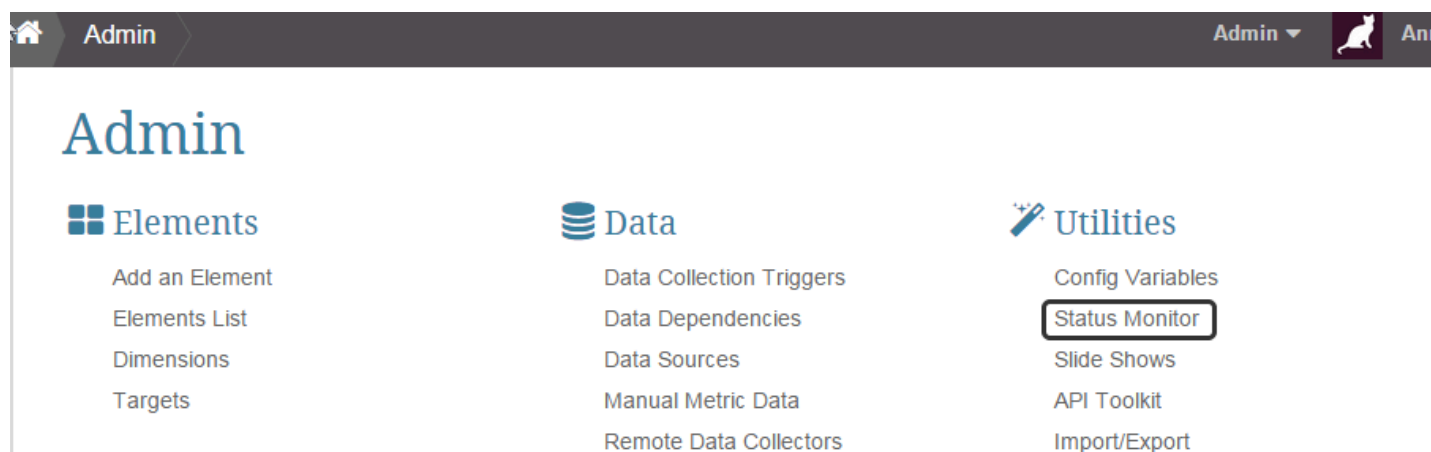 Admin
Admin
Admin
Elements
Add an Element
Elements List
Dimensions
Targets
Data
Data Collection Triggers
Data Dependencies
Data Sources
Manual Metric Data
Remote Data Collectors
Utilities
Config Variables
Status Monitor
Slide Shows
API Toolkit
Import/Export